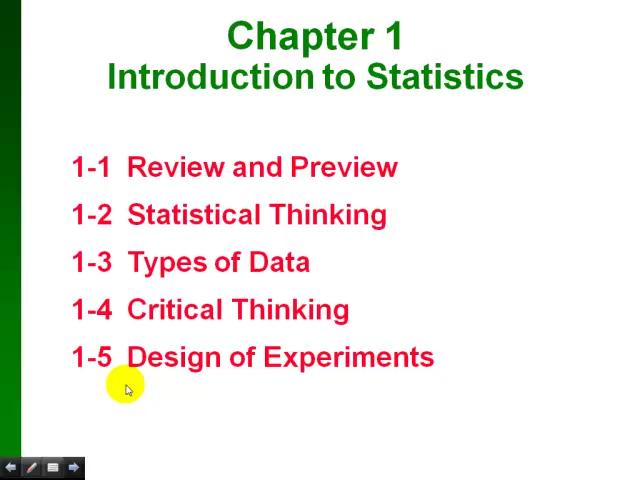 Chapter 1
Introduction to Statistics
1-1 Review and Preview
1-2 Statistical Thinking
1-3 Types of Data
1-4 Critical Thinking
1-5 Design of Experiments